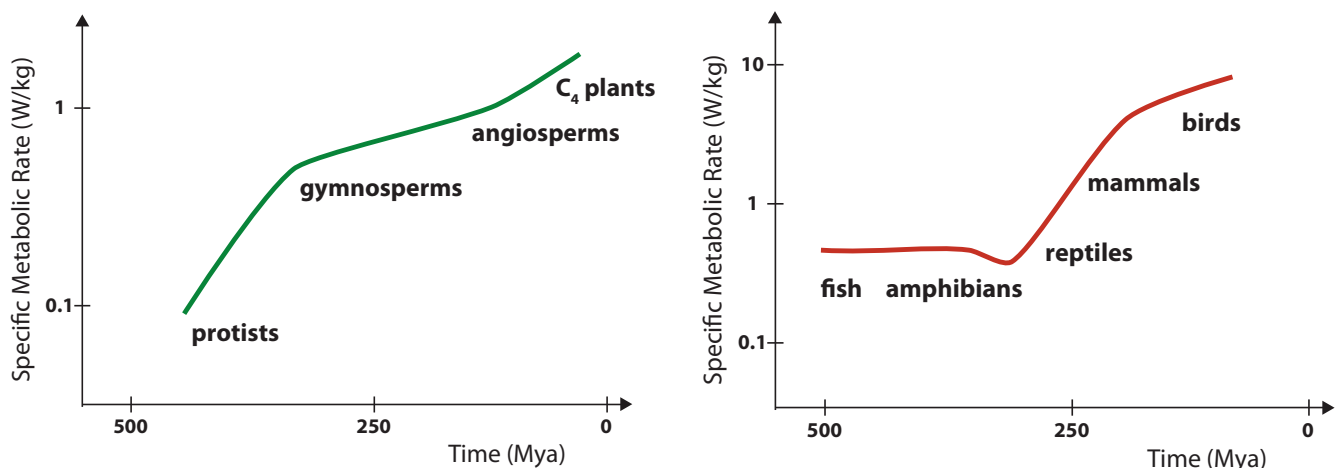 Specific Metabolic Rate (W/kg)
1
0.1
C₄ plants
angiosperms
gymnosperms
protists
500
250
0
Time (Mya)
Specific Metabolic Rate (W/kg)
10
1
0.1
birds
mammals
reptiles
fish amphibians
500
250
0
Time (Mya)